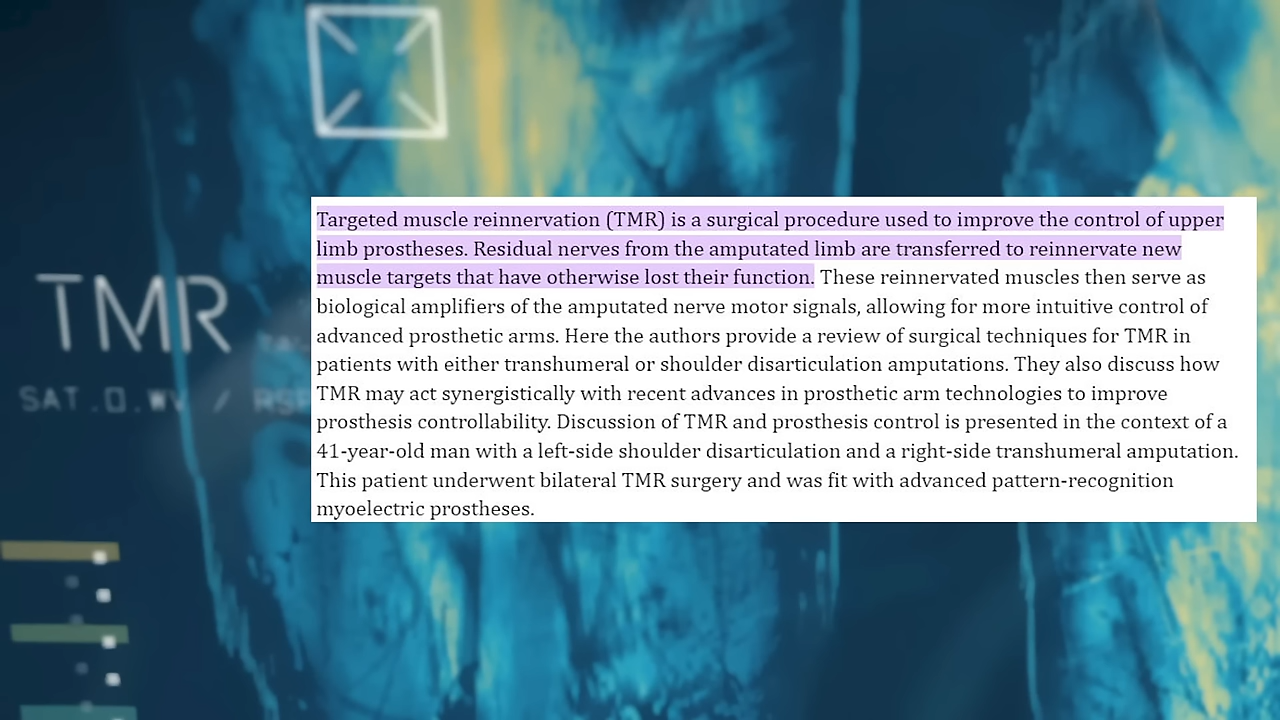 Targeted muscle reinnervation (TMR) is a surgical procedure used to improve the control of upper
limb prostheses. Residual nerves from the amputated limb are transferred to reinnervate new
muscle targets that have otherwise lost their function. These reinnervated muscles then serve as
biological amplifiers of the amputated nerve motor signals, allowing for more intuitive control of
advanced prosthetic arms. Here the authors provide a review of surgical techniques for TMR in
patients with either transhumeral or shoulder disarticulation amputations. They also discuss how
TMR may act synergistically with recent advances in prosthetic arm technologies to improve
prosthesis controllability. Discussion of TMR and prosthesis control is presented in the context of a
41-year-old man with a left-side shoulder disarticulation and a right-side transhumeral amputation.
This patient underwent bilateral TMR surgery and was fit with advanced pattern-recognition
myoelectric prostheses.
TMR
SAT.0.WV /